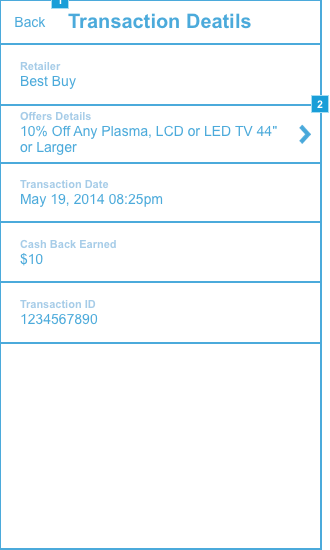 1
Back Transaction Deatils
Retailer
Best Buy
2
Offers Details
10% Off Any Plasma, LCD or LED TV 44"
or Larger
Transaction Date
May 19, 2014 08:25pm
Cash Back Earned
$10
Transaction ID
1234567890